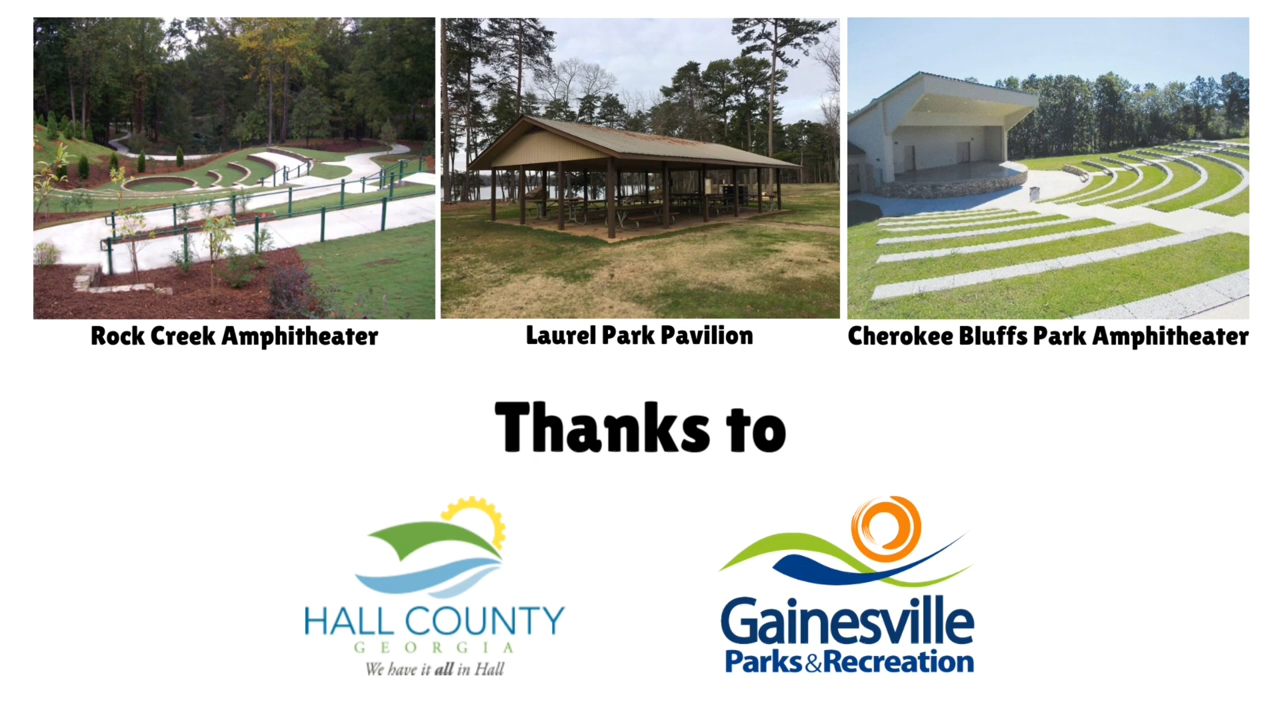 Rock Creek Amphitheater
Laurel Park Pavilion
Cherokee Bluffs Park Amphitheater
Thanks to
HALL COUNTY
GEORGIA
We have it all in Hall
Gainesville
Parks&Recreation